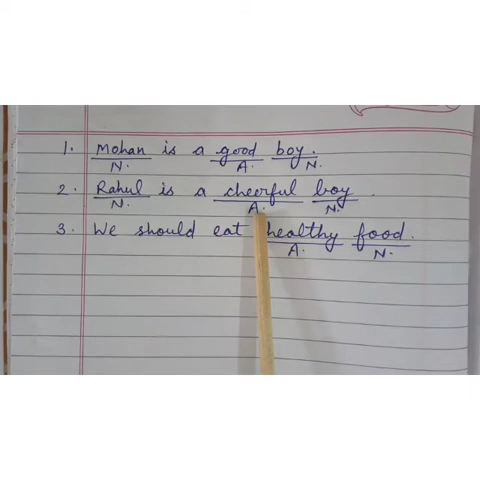 1. Mohan is a good boy.
N. A. N.
2. Rahul is a cheerful boy.
N. A. N.
3. We should eat healthy food.
A. N.